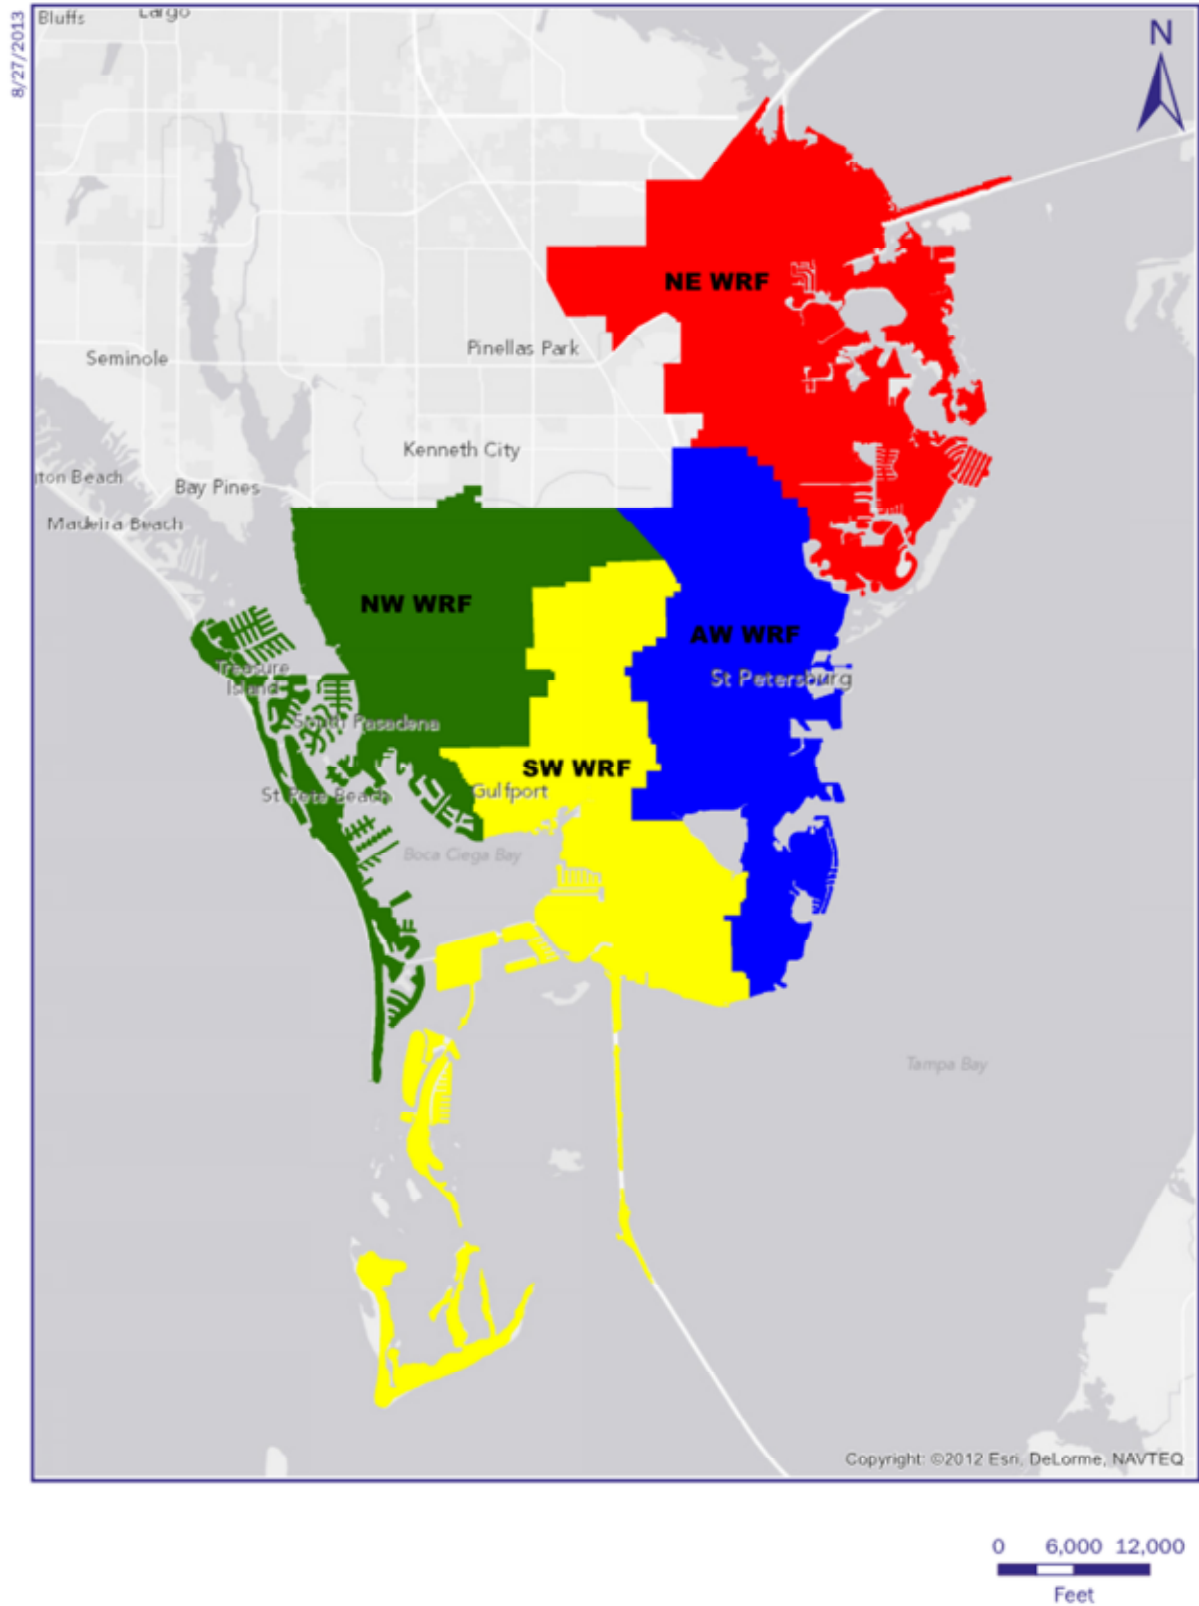 8/27/2013
Bluffs
Largo
N
NE WRF
Pinellas Park
Seminole
Kenneth City
ton Beach
Bay Pines
Madeira Beach
NW WRF
AW WRF
Treasure
Island
St Petersburg
South Pasadena
SW WRF
St Pete Beach
Gulfport
Boca Ciega Bay
Tampa Bay
Copyright: ©2012 Esri, DeLorme, NAVTEQ
0 6,000 12,000
Feet